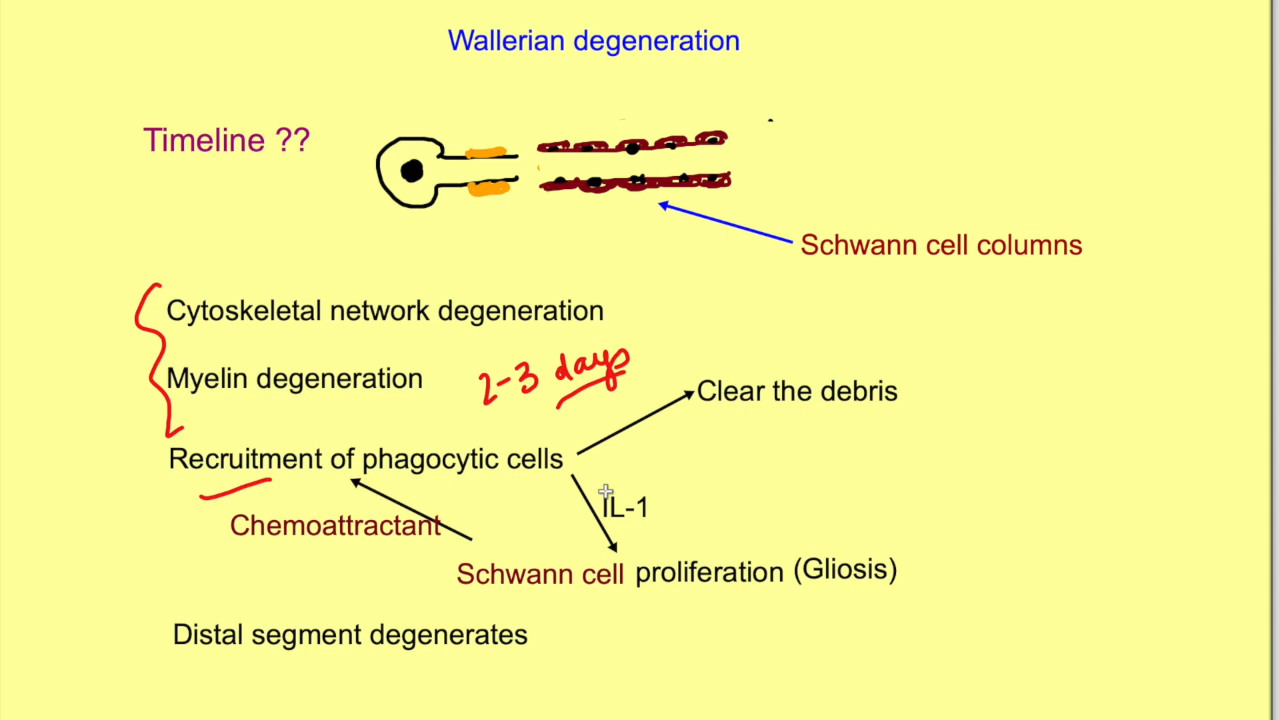 Wallerian degeneration
Timeline ??
Schwann cell columns
Cytoskeletal network degeneration
Myelin degeneration
2-3 days
Clear the debris
Recruitment of phagocytic cells
IL-1
Chemoattractant
Schwann cell proliferation (Gliosis)
Distal segment degenerates